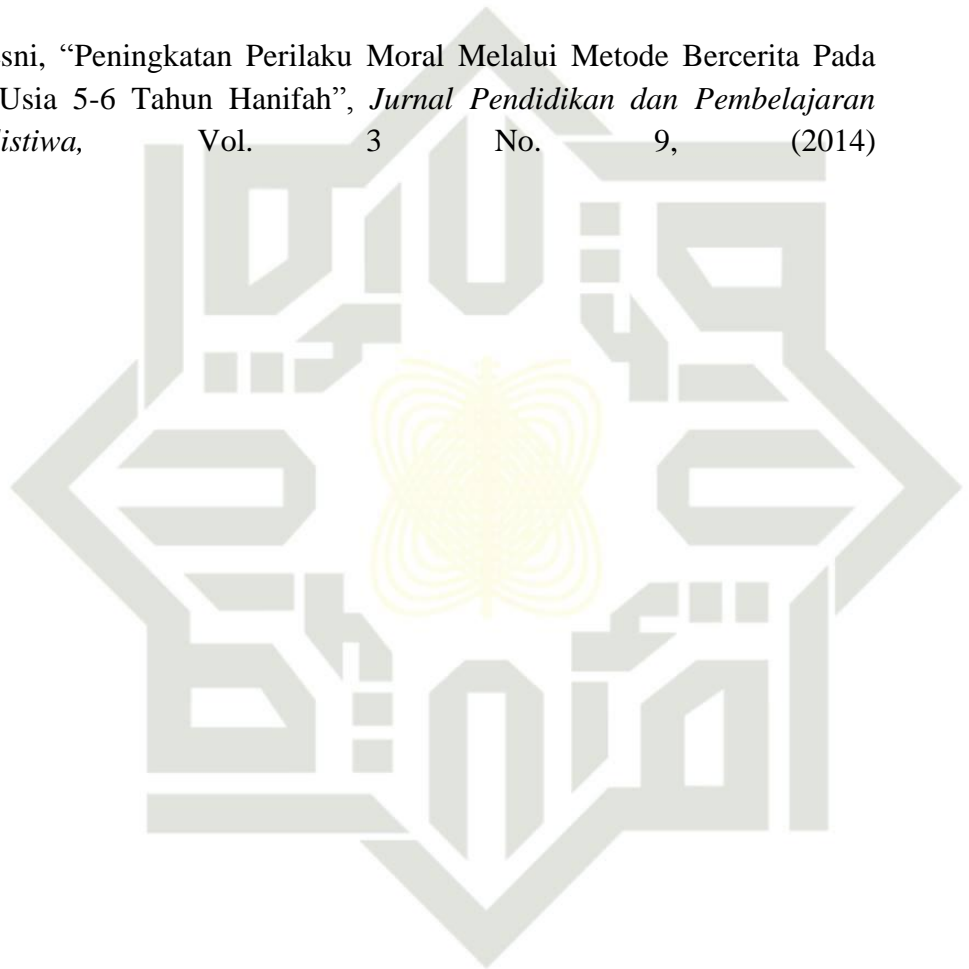 sni, “Peningkatan Perilaku Moral Melalui Metode Bercerita Pada
Usia 5-6 Tahun Hanifah”, Jurnal Pendidikan dan Pembelajaran
istiwa, Vol. 3 No. 9, (2014)